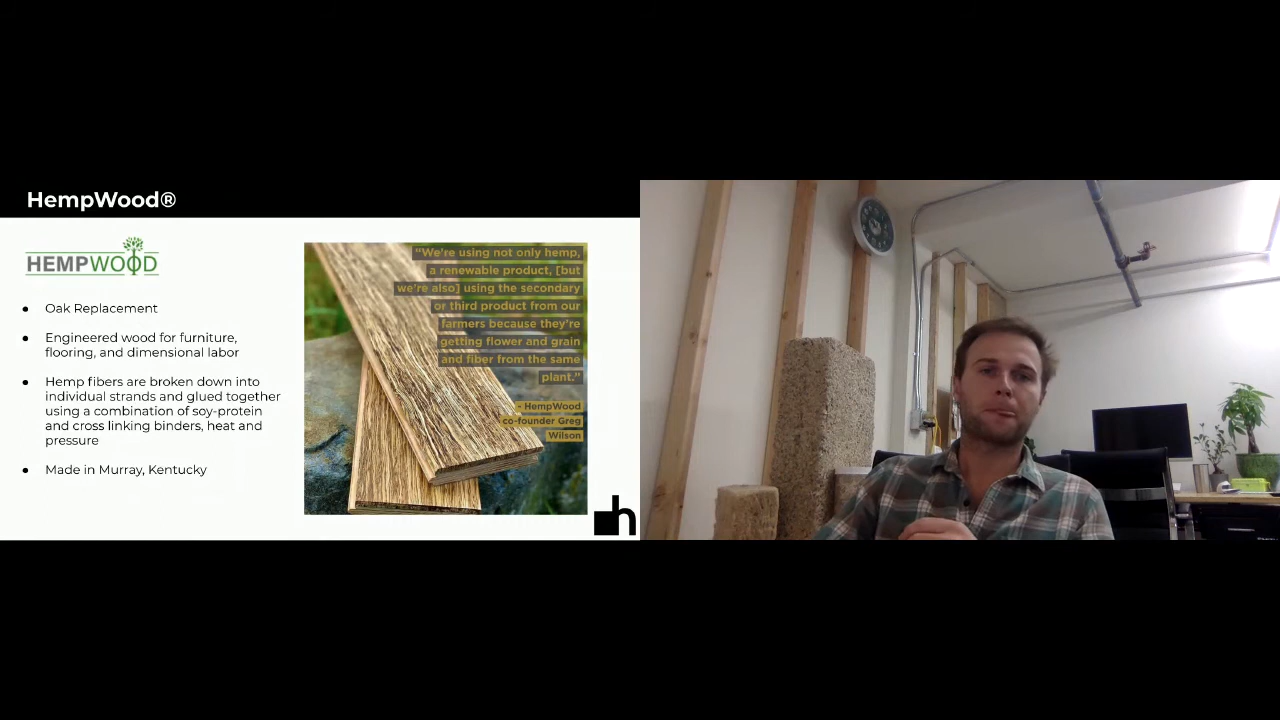 HempWood®
HEMPWOOD
● Oak Replacement
● Engineered wood for furniture,
flooring, and dimensional labor
● Hemp fibers are broken down into
individual strands and glued together
using a combination of soy-protein
and cross linking binders, heat and
pressure
● Made in Murray, Kentucky
“We’re using not only hemp,
a renewable product, [but
we’re also] using the secondary
or third product from our
farmers because they’re
getting flower and grain
and fiber from the same
plant.”
- HempWood
co-founder Greg
Wilson
h